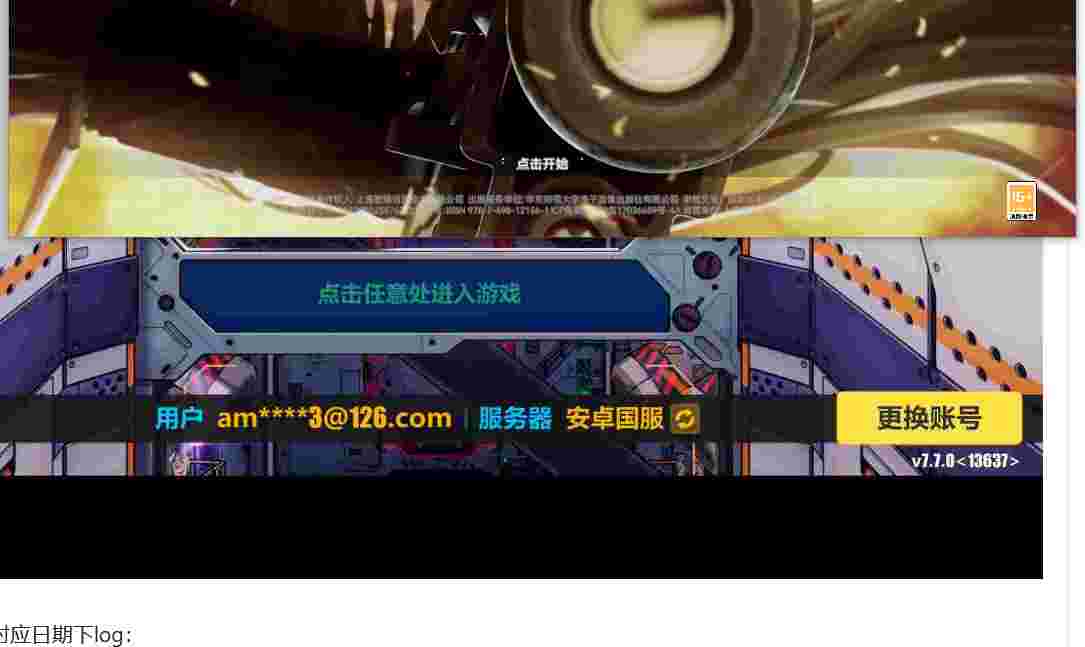 点击开始
16+
点击任意处进入游戏
用户 am****3@126.com | 服务器 安卓国服
更换账号
v7.7.0<13637>
对应日期下log：